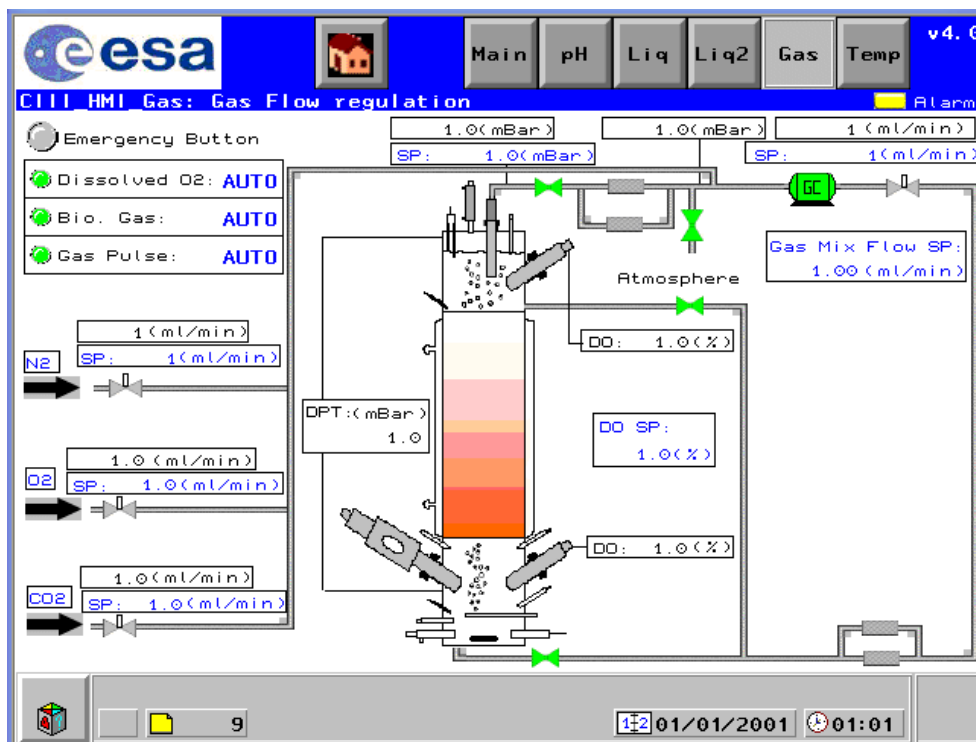 esa
Main pH Liq Liq2 Gas Temp
v4.0
CIII_HMI_Gas: Gas Flow regulation
Alarm
Emergency Button
Dissolved O2: AUTO
Bio. Gas: AUTO
Gas Pulse: AUTO
1.0(mBar)
SP: 1.0(mBar)
1.0(mBar)
1(ml/min)
SP: 1(ml/min)
GC
Gas Mix Flow SP:
1.00(ml/min)
Atmosphere
1(ml/min)
SP: 1(ml/min)
N2
DO: 1.0(%)
DPT:(mBar)
1.0
DO SP:
1.0(%)
1.0(ml/min)
O2
SP: 1.0(ml/min)
DO: 1.0(%)
1.0(ml/min)
CO2
SP: 1.0(ml/min)
9
1 2 01/01/2001
01:01